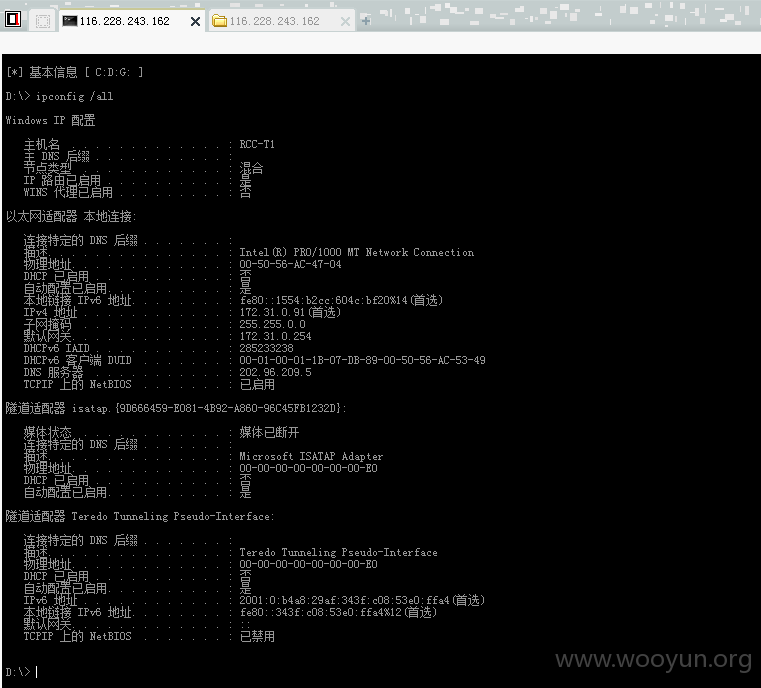 116.228.243.162
116.228.243.162
[*] 基本信息 [ C:D:G: ]
D:\> ipconfig /all
Windows IP 配置
主机名 . . . . . . . . . . . . . : RCC-T1
主 DNS 后缀 . . . . . . . . . . . :
节点类型 . . . . . . . . . . . . : 混合
IP 路由已启用 . . . . . . . . . . : 是
WINS 代理已启用 . . . . . . . . . : 否
以太网适配器 本地连接:
连接特定的 DNS 后缀 . . . . . . . :
描述. . . . . . . . . . . . . . . : Intel(R) PRO/1000 MT Network Connection
物理地址. . . . . . . . . . . . . : 00-50-56-AC-47-04
DHCP 已启用 . . . . . . . . . . . : 否
自动配置已启用. . . . . . . . . . : 是
本地链接 IPv6 地址. . . . . . . . : fe80::1554:b2cc:604c:bf20%14(首选)
IPv4 地址 . . . . . . . . . . . . : 172.31.0.91(首选)
子网掩码 . . . . . . . . . . . . : 255.255.0.0
默认网关. . . . . . . . . . . . . : 172.31.0.254
DHCPv6 IAID . . . . . . . . . . . : 285233238
DHCPv6 客户端 DUID . . . . . . . : 00-01-00-01-1B-07-DB-89-00-50-56-AC-53-49
DNS 服务器 . . . . . . . . . . . : 202.96.209.5
TCPIP 上的 NetBIOS . . . . . . . : 已启用
隧道适配器 isatap.{9D666459-E081-4B92-A860-96C45FB1232D}:
媒体状态 . . . . . . . . . . . . : 媒体已断开
连接特定的 DNS 后缀 . . . . . . . :
描述. . . . . . . . . . . . . . . : Microsoft ISATAP Adapter
物理地址. . . . . . . . . . . . . : 00-00-00-00-00-00-00-E0
DHCP 已启用 . . . . . . . . . . . : 否
自动配置已启用. . . . . . . . . . : 是
隧道适配器 Teredo Tunneling Pseudo-Interface:
连接特定的 DNS 后缀 . . . . . . . :
描述. . . . . . . . . . . . . . . : Teredo Tunneling Pseudo-Interface
物理地址. . . . . . . . . . . . . : 00-00-00-00-00-00-00-E0
DHCP 已启用 . . . . . . . . . . . : 否
自动配置已启用. . . . . . . . . . : 是
IPv6 地址 . . . . . . . . . . . . : 2001:0:b4a8:29af:343f:c08:53e0:ffa4(首选)
本地链接 IPv6 地址. . . . . . . . : fe80::343f:c08:53e0:ffa4%12(首选)
默认网关. . . . . . . . . . . . . : ::
TCPIP 上的 NetBIOS . . . . . . . : 已禁用
D:\>
www.wooyun.org